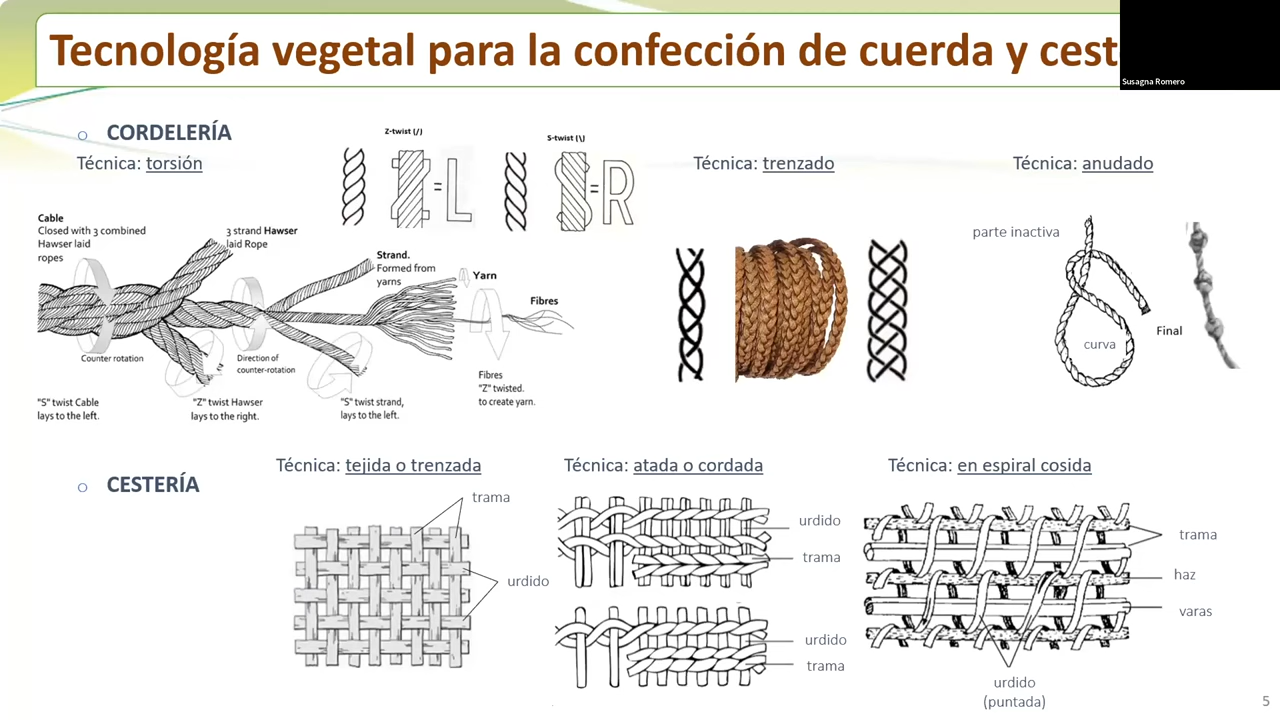 Tecnología vegetal para la confección de cuerda y cest
Susagna Romero
CORDELERÍA
Técnica: torsión
Z-twist (/)
S-twist (\)
=L
=R
Técnica: trenzado
Técnica: anudado
Cable
Closed with 3 combined
Hawser laid
ropes
3 strand Hawser
laid Rope
Strand.
Formed from
yarns
Yarn
Fibres
Counter rotation
Direction of
counter-rotation
Fibres
"Z" twisted.
to create yarn.
"S" twist Cable
lays to the left.
"Z" twist Hawser
lays to the right.
"S" twist strand,
lays to the left.
parte inactiva
curva
Final
CESTERÍA
Técnica: tejida o trenzada
trama
urdido
Técnica: atada o cordada
urdido
trama
urdido
trama
Técnica: en espiral cosida
trama
haz
varas
urdido
(puntada)
5